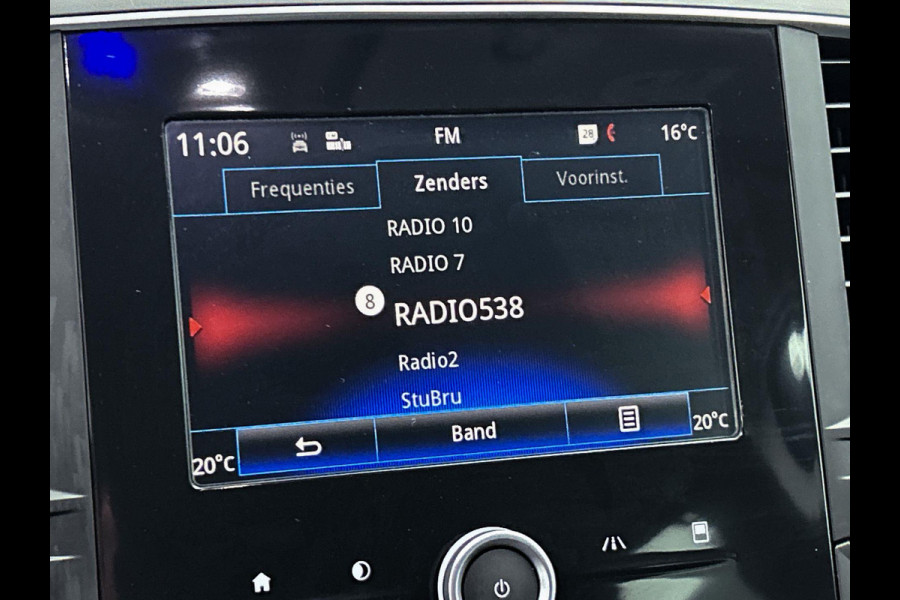 11:06 FM 28 16°C
Frequenties Zenders Voorinst.
RADIO 10
RADIO 7
8 RADIO538
Radio2
StuBru
20°C Band 20°C